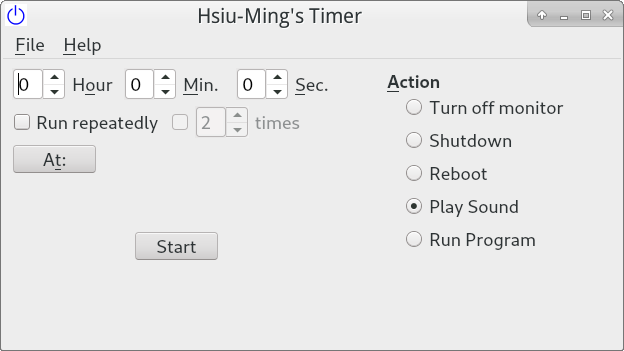 Hsiu-Ming's Timer
File Help
0 Hour 0 Min. 0 Sec.
Run repeatedly 2 times
At:
Start
Action
Turn off monitor
Shutdown
Reboot
Play Sound
Run Program